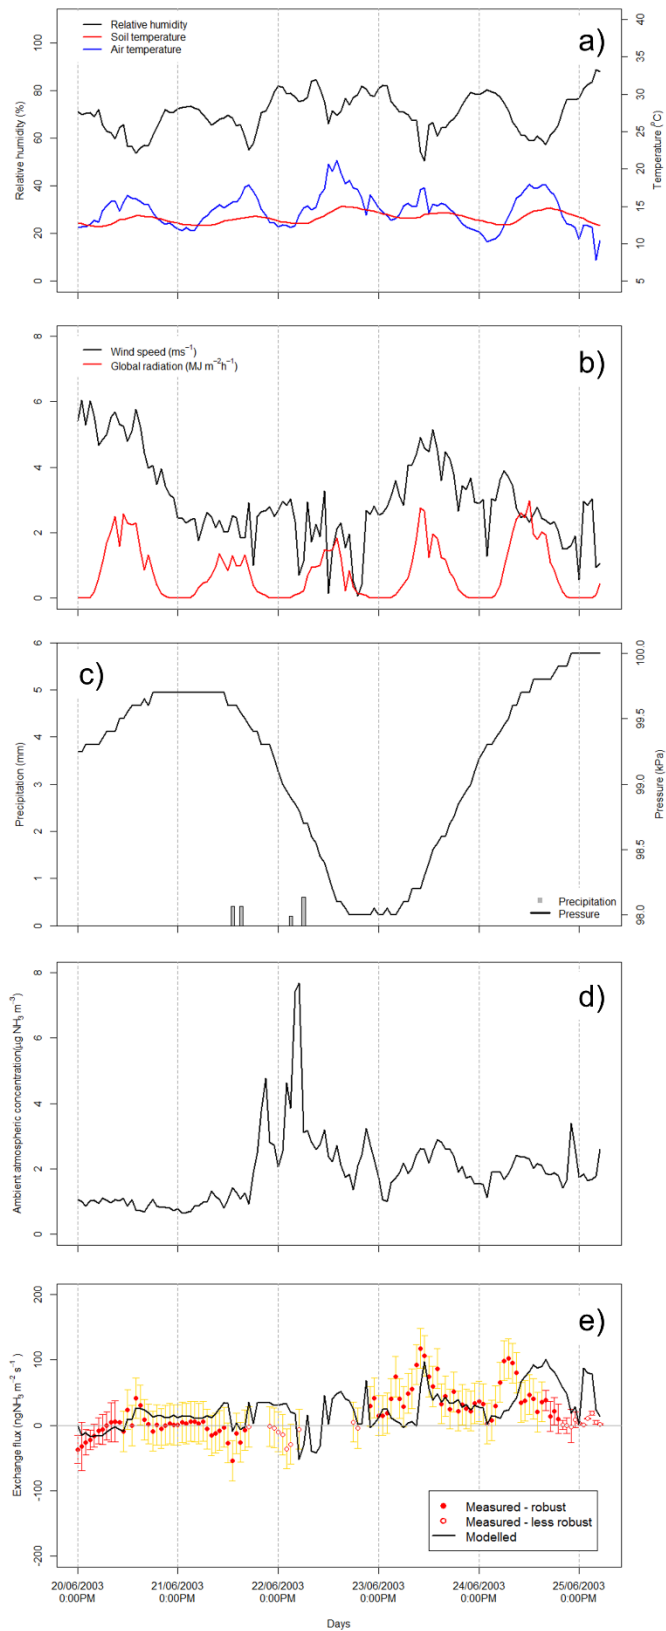 a)
Relative humidity
Soil temperature
Air temperature
Relative humidity (%)
0
20
40
60
80
100
Temperature (°C)
5
10
15
20
25
30
35
40
b)
Wind speed (ms⁻¹)
Global radiation (MJ m⁻²h⁻¹)
0
2
4
6
8
c)
Precipitation (mm)
0
1
2
3
4
5
6
Pressure (kPa)
98.0
98.5
99.0
99.5
100.0
Precipitation
Pressure
d)
Ambient atmospheric concentration(µg NH₃ m⁻³)
0
2
4
6
8
e)
Exchange flux (ngNH₃ m⁻² s⁻¹)
-200
-100
0
100
200
Measured - robust
Measured - less robust
Modelled
20/06/2003 21/06/2003 22/06/2003 23/06/2003 24/06/2003 25/06/2003
0:00PM 0:00PM 0:00PM 0:00PM 0:00PM 0:00PM
Days